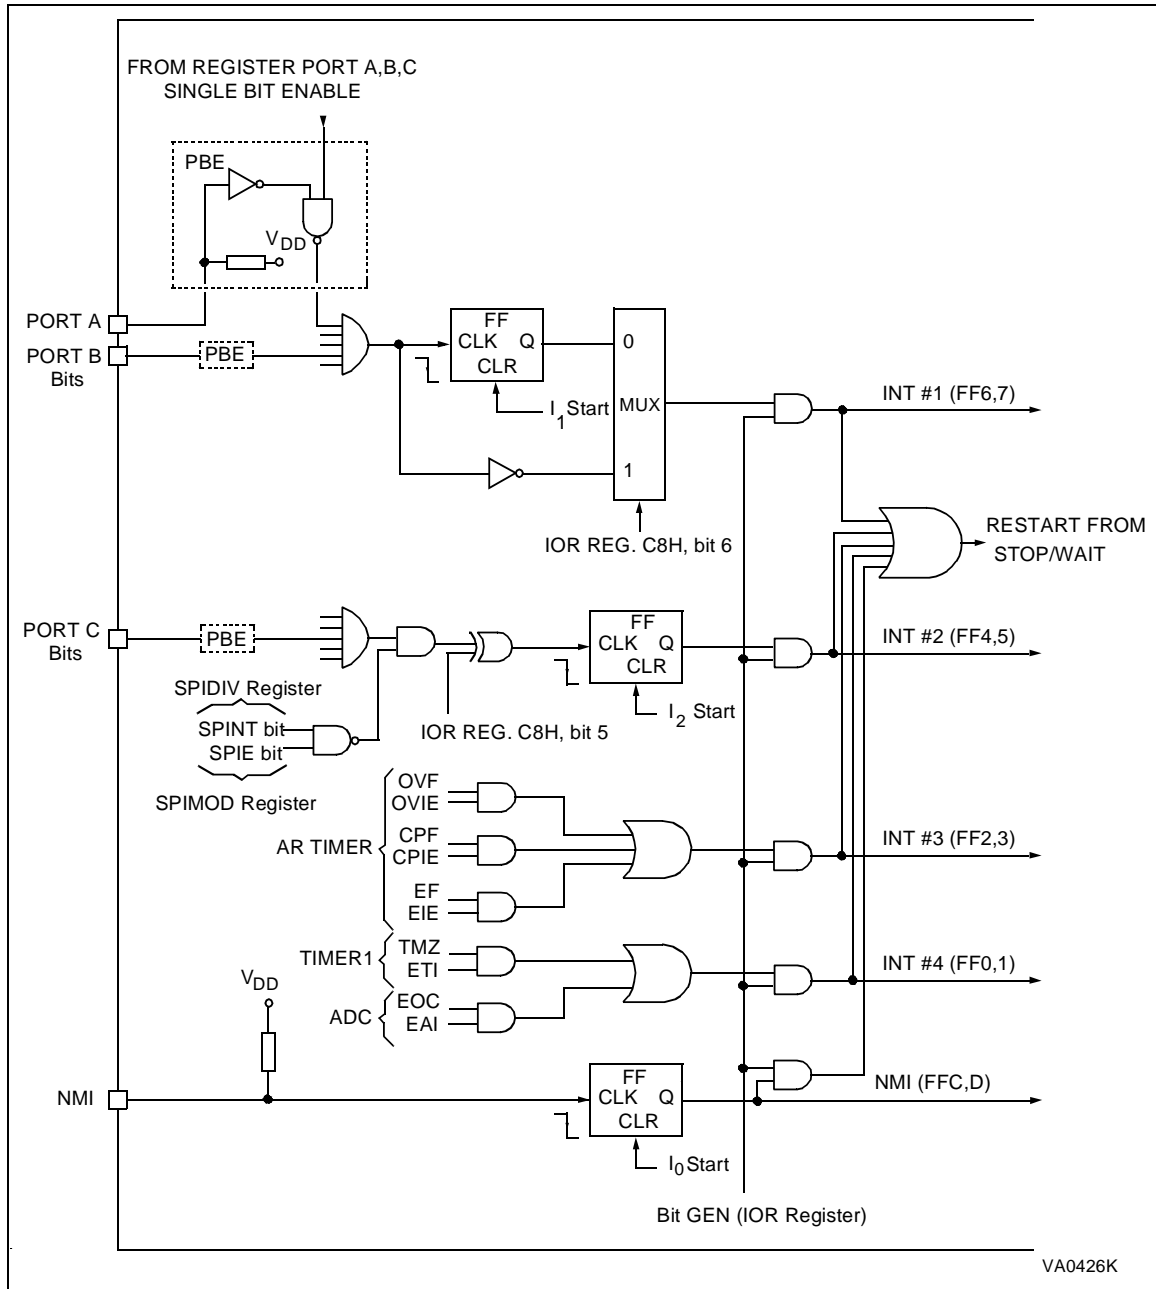 FROM REGISTER PORT A,B,C
SINGLE BIT ENABLE
PBE
VDD
PORT A
PORT B
Bits
PBE
FF
CLK Q
CLR
I1Start
0
MUX
1
IOR REG. C8H, bit 6
INT #1 (FF6,7)
RESTART FROM
STOP/WAIT
PORT C
Bits
PBE
SPIDIV Register
SPINT bit
SPIE bit
SPIMOD Register
IOR REG. C8H, bit 5
FF
CLK Q
CLR
I2 Start
INT #2 (FF4,5)
AR TIMER
OVF
OVIE
CPF
CPIE
EF
EIE
INT #3 (FF2,3)
TIMER1
TMZ
ETI
ADC
EOC
EAI
INT #4 (FF0,1)
VDD
NMI
FF
CLK Q
CLR
I0Start
NMI (FFC,D)
Bit GEN (IOR Register)
VA0426K